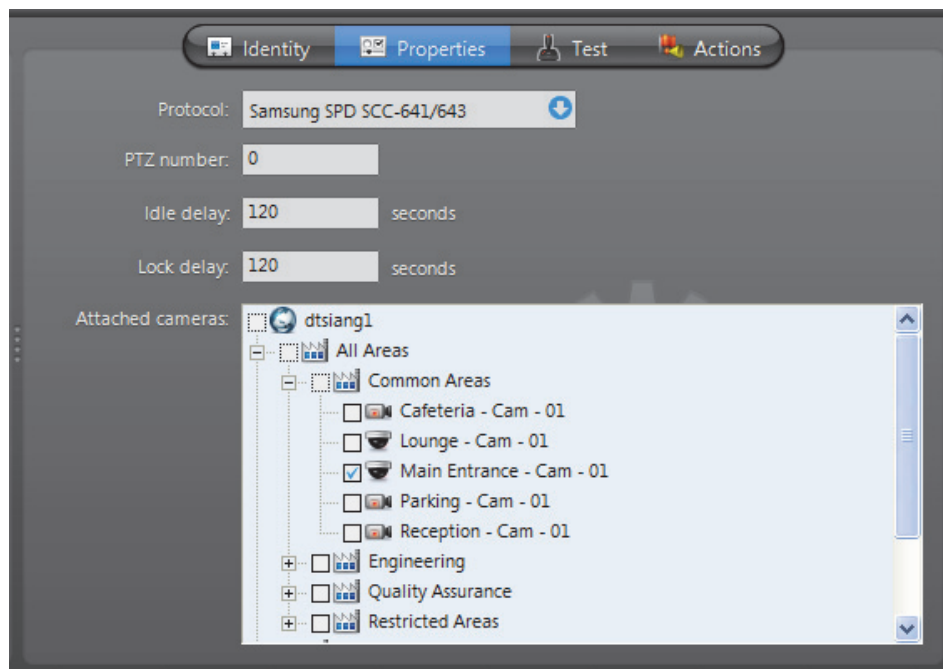 Identity Properties Test Actions
Protocol: Samsung SPD SCC-641/643
PTZ number: 0
Idle delay: 120 seconds
Lock delay: 120 seconds
Attached cameras: dtsiang1
All Areas
Common Areas
Cafeteria - Cam - 01
Lounge - Cam - 01
Main Entrance - Cam - 01
Parking - Cam - 01
Reception - Cam - 01
Engineering
Quality Assurance
Restricted Areas